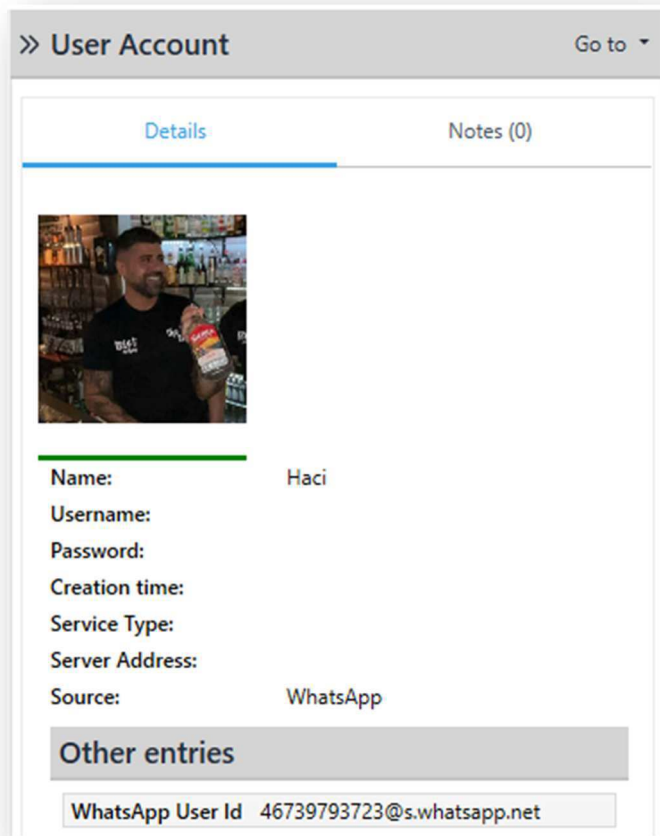 » User Account Go to
Details Notes (0)
Name: Haci
Username:
Password:
Creation time:
Service Type:
Server Address:
Source: WhatsApp
Other entries
WhatsApp User Id 46739793723@s.whatsapp.net